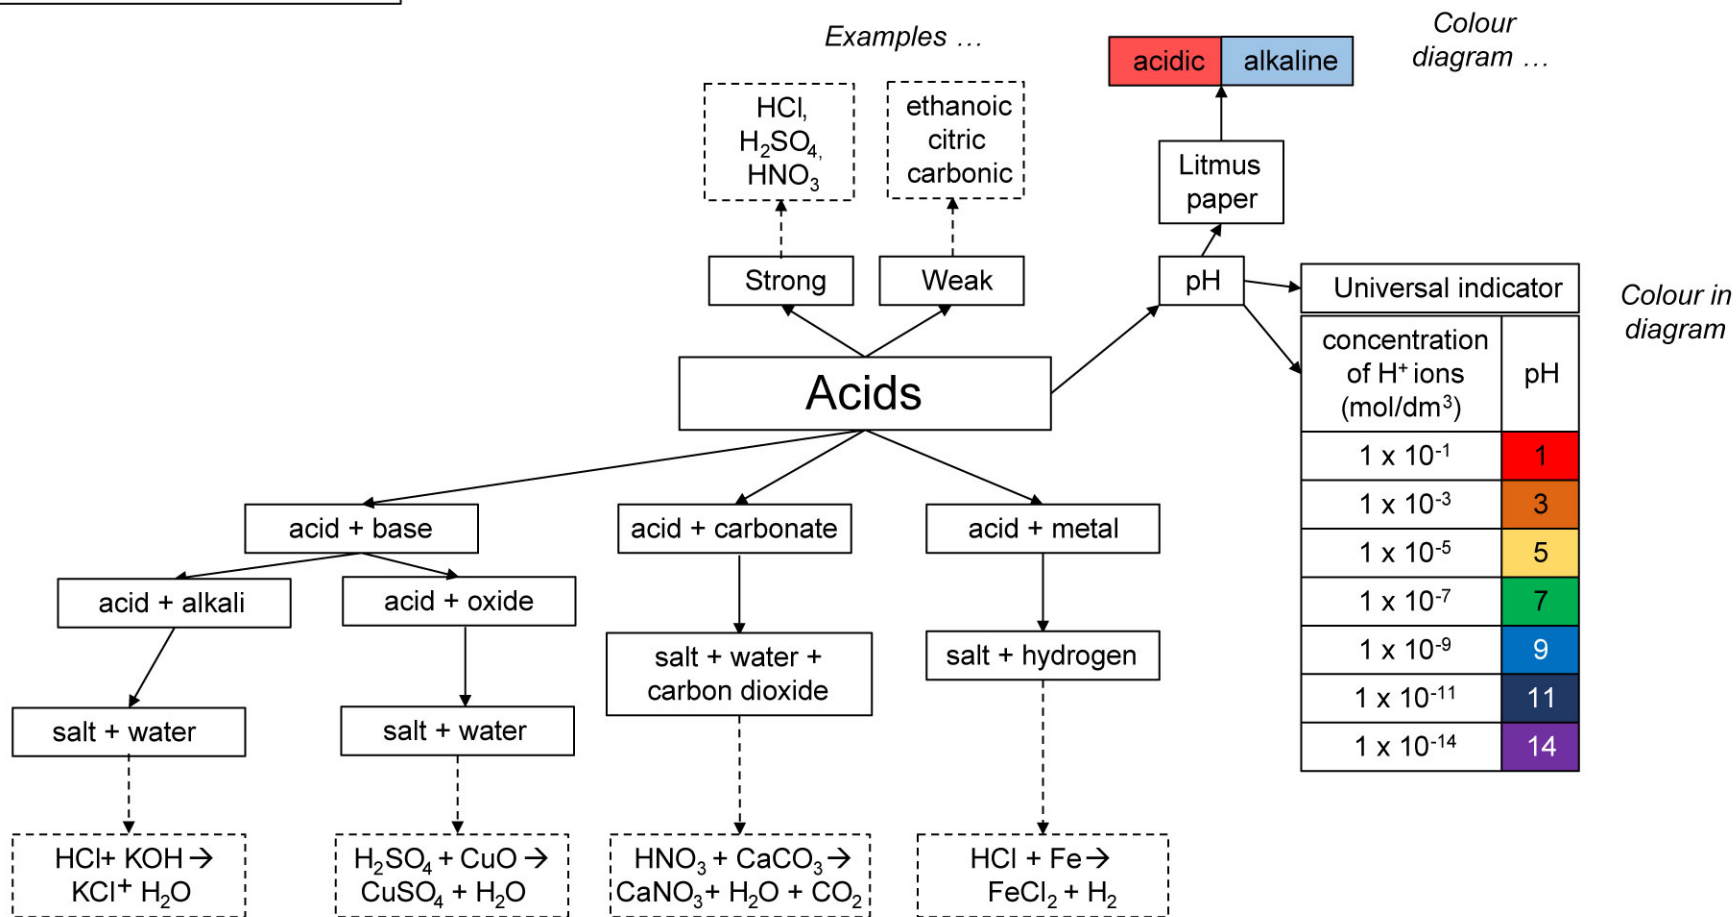 Examples …
Colour
diagram …
acidic alkaline
HCl,
H₂SO₄,
HNO₃
ethanoic
citric
carbonic
Litmus
paper
Strong
Weak
pH
Universal indicator
Colour in
diagram
concentration
of H⁺ ions
(mol/dm³)
pH
Acids
1 x 10⁻¹ 1
1 x 10⁻³ 3
1 x 10⁻⁵ 5
1 x 10⁻⁷ 7
1 x 10⁻⁹ 9
1 x 10⁻¹¹ 11
1 x 10⁻¹⁴ 14
acid + base
acid + carbonate
acid + metal
acid + alkali
acid + oxide
salt + water +
carbon dioxide
salt + hydrogen
salt + water
salt + water
HCl+ KOH →
KCl⁺ H₂O
H₂SO₄ + CuO →
CuSO₄ + H₂O
HNO₃ + CaCO₃→
CaNO₃+ H₂O + CO₂
HCl + Fe→
FeCl₂ + H₂